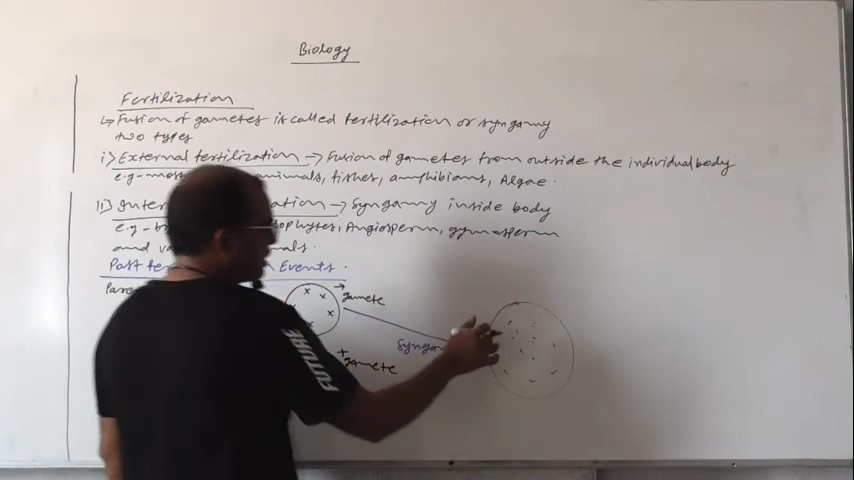 Biology
Fertilization
↳ Fusion of gametes is called fertilization or syngamy
two types
i) External fertilization → Fusion of gametes from outside the individual body
e.g - animals, fishes, amphibians, Algae.
ii) → Syngamy inside body
e.g - Angiosperm, gymnosperm
and
Events.
gamete
+
gamete
FUTURE